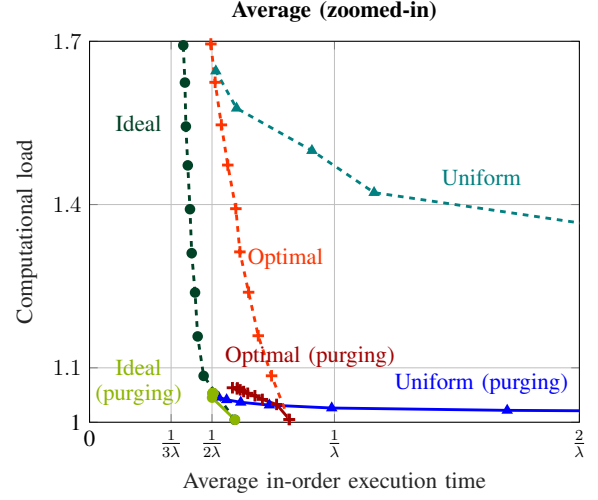 Average (zoomed-in)
1.7
Ideal
Uniform
1.4
Computational load
Optimal
Optimal (purging)
Ideal
(purging)
1.1
Uniform (purging)
1
0
1/3λ
1/2λ
1/λ
2/λ
Average in-order execution time